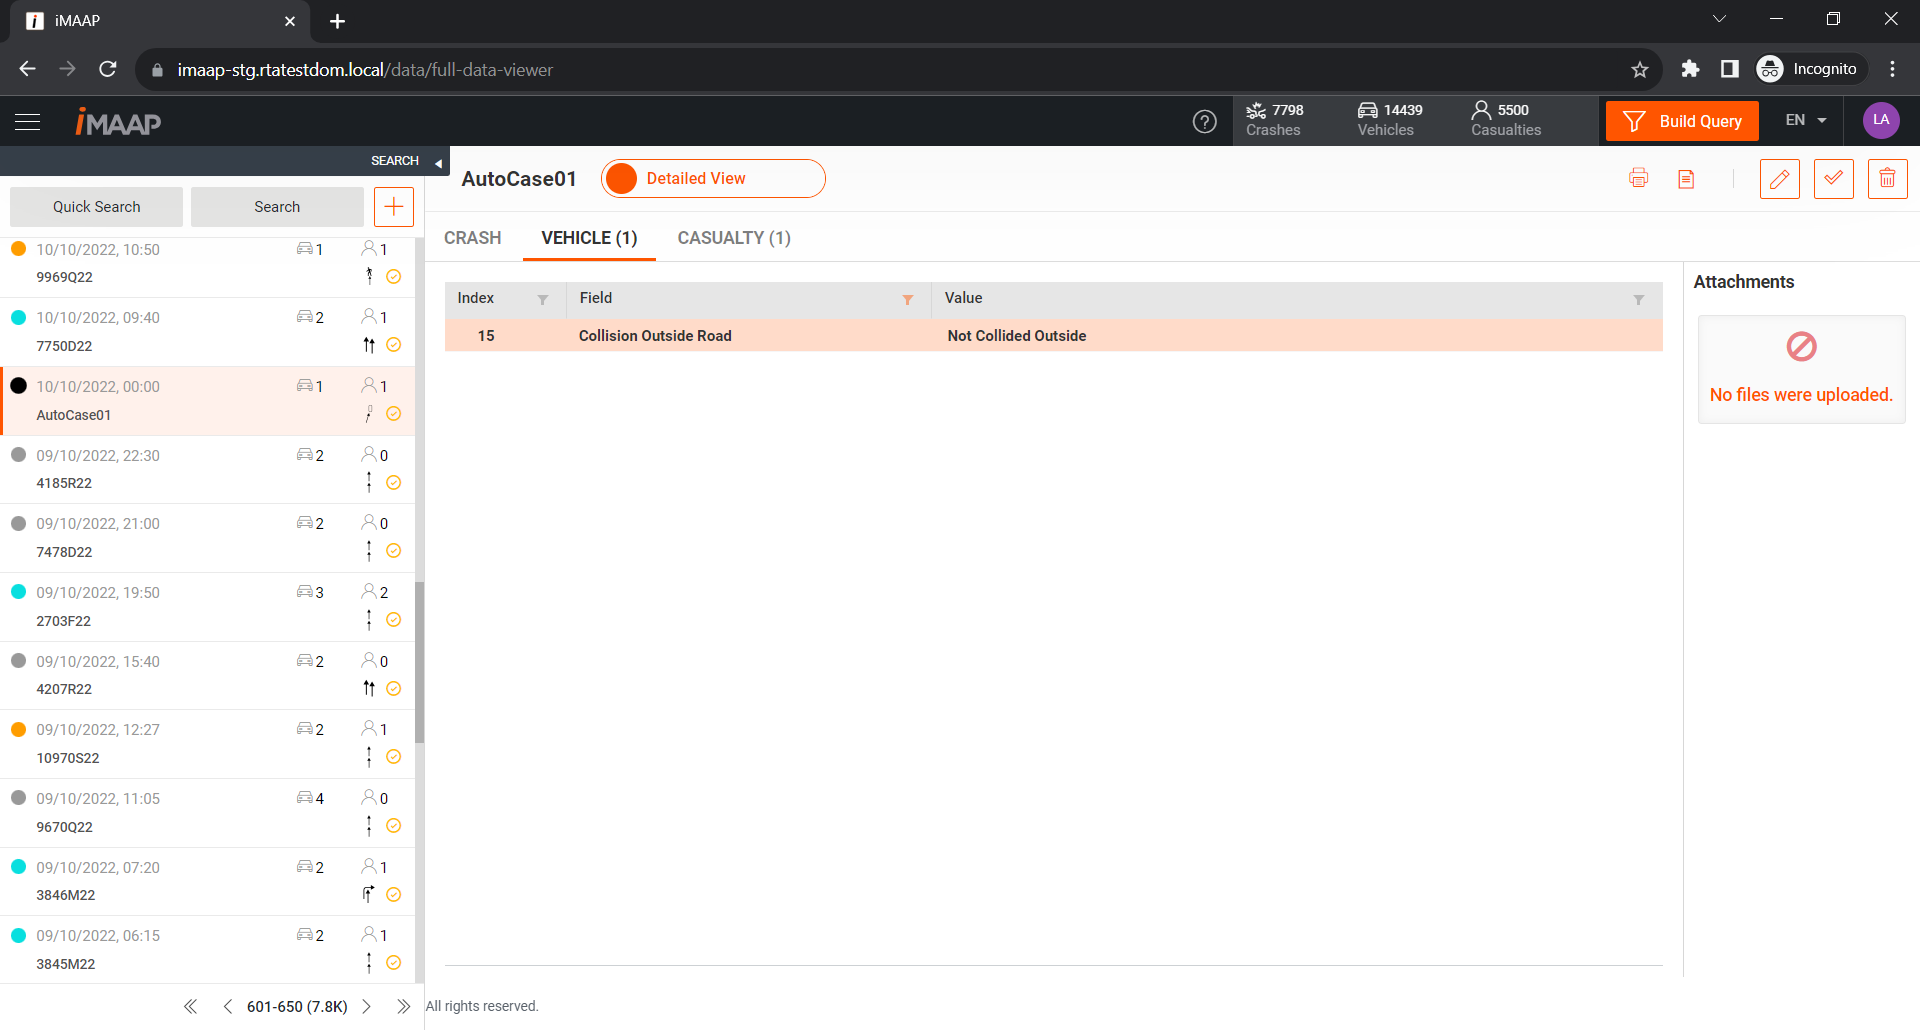 iMAAP
imaap-stg.rtatestdom.local/data/full-data-viewer
Incognito
iMAAP
7798
Crashes
14439
Vehicles
5500
Casualties
Build Query
EN
LA
SEARCH
Quick Search
Search
10/10/2022, 10:50
1
1
9969Q22
10/10/2022, 09:40
2
1
7750D22
10/10/2022, 00:00
1
1
AutoCase01
09/10/2022, 22:30
2
0
4185R22
09/10/2022, 21:00
2
0
7478D22
09/10/2022, 19:50
3
2
2703F22
09/10/2022, 15:40
2
0
4207R22
09/10/2022, 12:27
2
1
10970S22
09/10/2022, 11:05
4
0
9670Q22
09/10/2022, 07:20
2
1
3846M22
09/10/2022, 06:15
2
1
3845M22
601-650 (7.8K)
AutoCase01
Detailed View
CRASH
VEHICLE (1)
CASUALTY (1)
Index
Field
Value
15
Collision Outside Road
Not Collided Outside
Attachments
No files were uploaded.
All rights reserved.